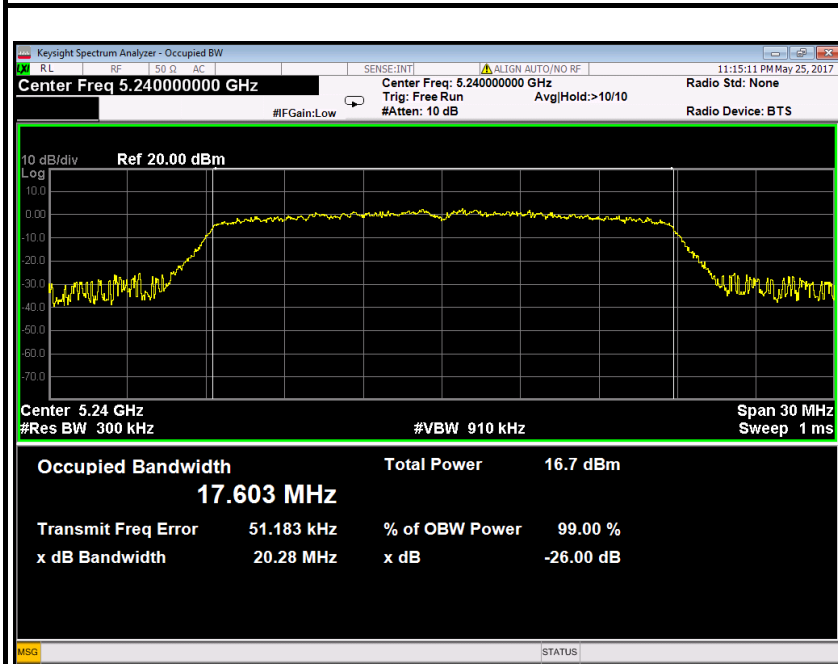 Keysight Spectrum Analyzer - Occupied BW
RL RF 50 Ω AC SENSE:INT ALIGN AUTO/NO RF 11:15:11 PM May 25, 2017
Center Freq 5.240000000 GHz
Center Freq: 5.240000000 GHz
Radio Std: None
Trig: Free Run Avg|Hold:>10/10
#IFGain:Low #Atten: 10 dB Radio Device: BTS
10 dB/div Ref 20.00 dBm
Log
10.0
0.00
-10.0
-20.0
-30.0
-40.0
-50.0
-60.0
-70.0
Center 5.24 GHz Span 30 MHz
#Res BW 300 kHz #VBW 910 kHz Sweep 1 ms
Occupied Bandwidth Total Power 16.7 dBm
17.603 MHz
Transmit Freq Error 51.183 kHz % of OBW Power 99.00 %
x dB Bandwidth 20.28 MHz x dB -26.00 dB
MSG STATUS